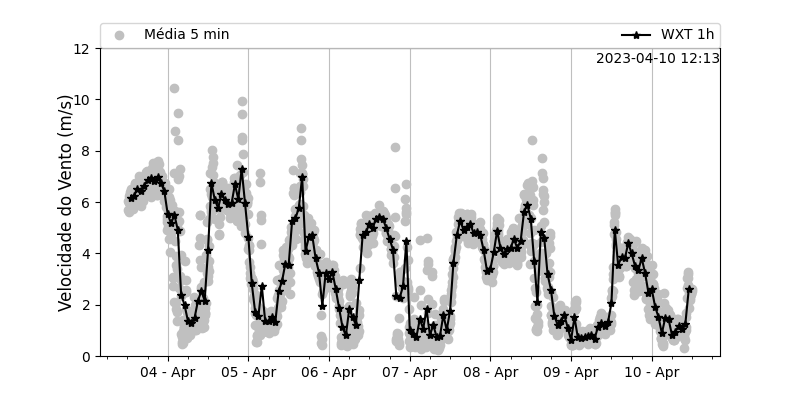 Média 5 min
WXT 1h
2023-04-10 12:13
Velocidade do Vento (m/s)
12
10
8
6
4
2
0
04 - Apr
05 - Apr
06 - Apr
07 - Apr
08 - Apr
09 - Apr
10 - Apr